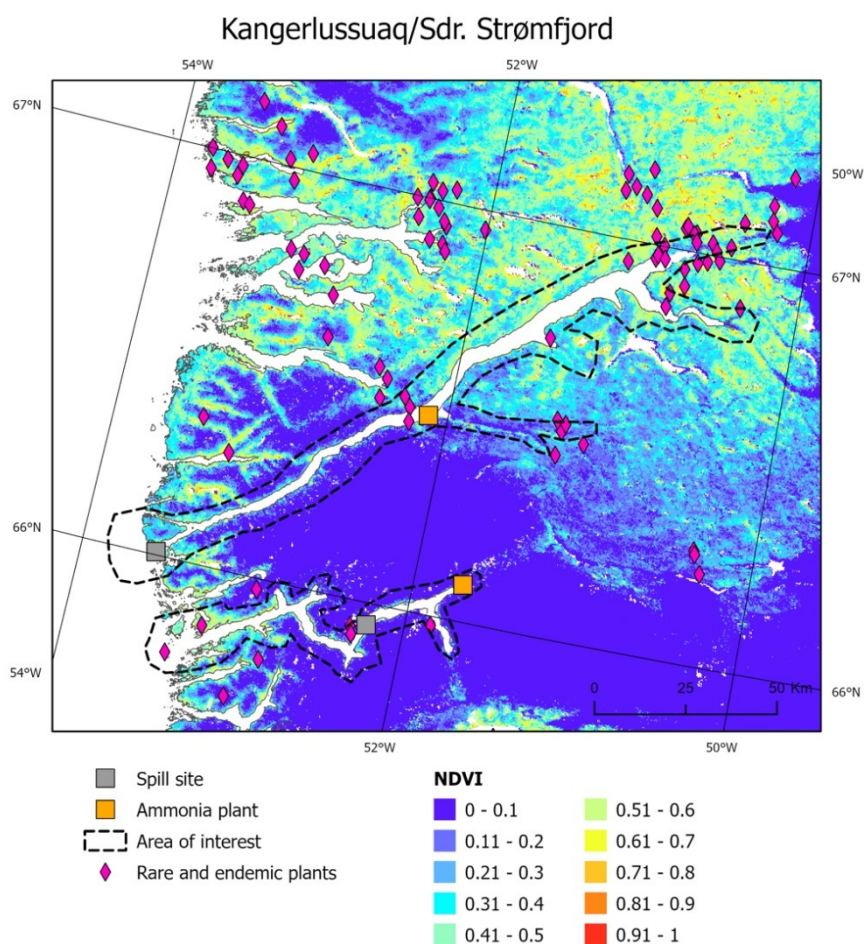 Kangerlussuaq/Sdr. Strømfjord
54°W
52°W
67°N
50°W
67°N
66°N
54°W
66°N
0 25 50 Km
52°W
50°W
Spill site
Ammonia plant
Area of interest
Rare and endemic plants
NDVI
0 - 0.1
0.11 - 0.2
0.21 - 0.3
0.31 - 0.4
0.41 - 0.5
0.51 - 0.6
0.61 - 0.7
0.71 - 0.8
0.81 - 0.9
0.91 - 1